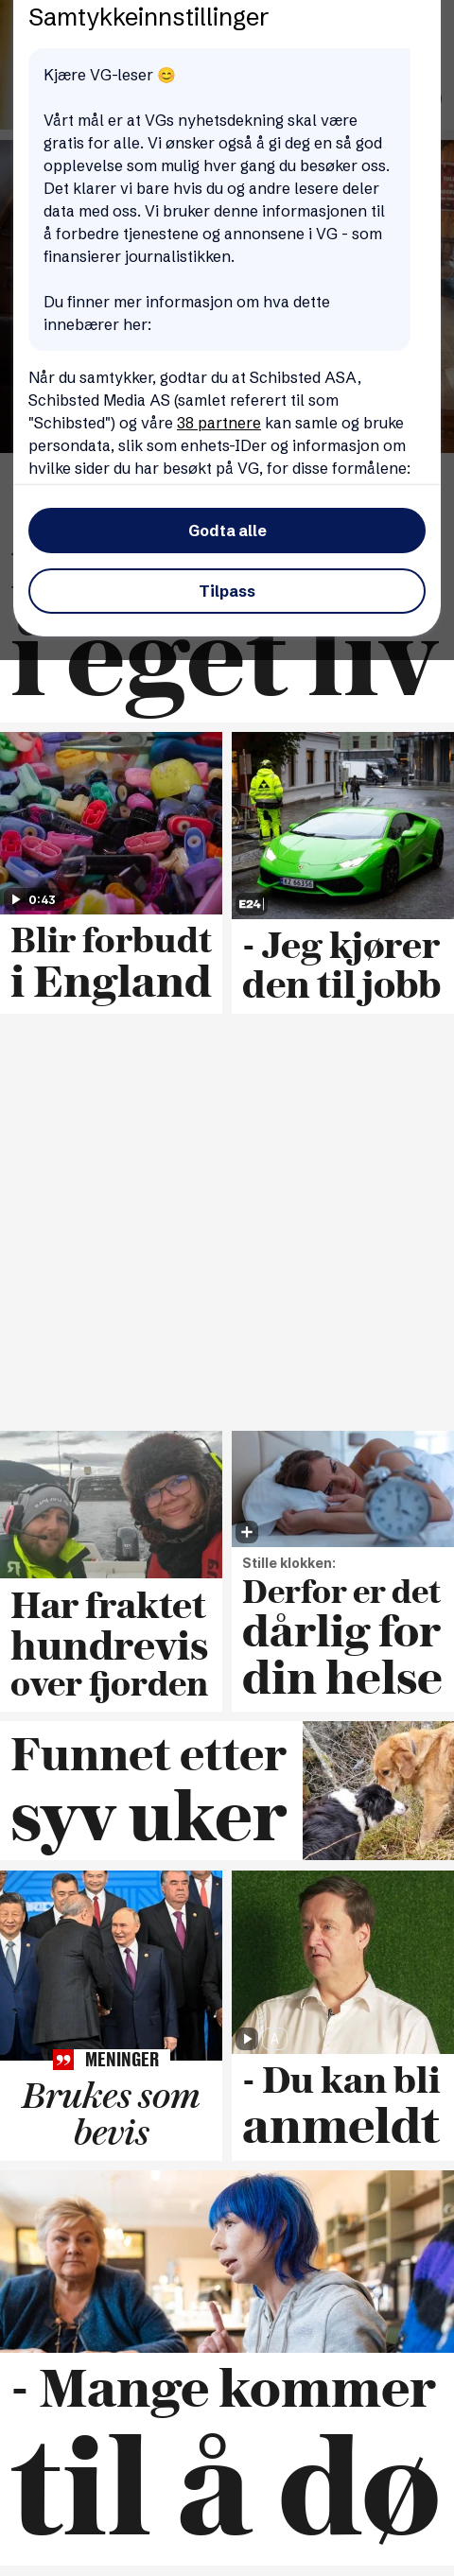 Samtykkeinnstillinger
Kjære VG-leser 😊
Vårt mål er at VGs nyhetsdekning skal være
gratis for alle. Vi ønsker også å gi deg en så god
opplevelse som mulig hver gang du besøker oss.
Det klarer vi bare hvis du og andre lesere deler
data med oss. Vi bruker denne informasjonen til
å forbedre tjenestene og annonsene i VG - som
finansierer journalistikken.
Du finner mer informasjon om hva dette
innebærer her:
Når du samtykker, godtar du at Schibsted ASA,
Schibsted Media AS (samlet referert til som
"Schibsted") og våre 38 partnere kan samle og bruke
persondata, slik som enhets-IDer og informasjon om
hvilke sider du har besøkt på VG, for disse formålene:
Godta alle
Tilpass
i eget liv
0:43
Blir forbudt
i England
E24
- Jeg kjører
den til jobb
Har fraktet
hundrevis
over fjorden
Stille klokken:
Derfor er det
dårlig for
din helse
Funnet etter
syv uker
MENINGER
Brukes som
bevis
- Du kan bli
anmeldt
- Mange kommer
til å dø